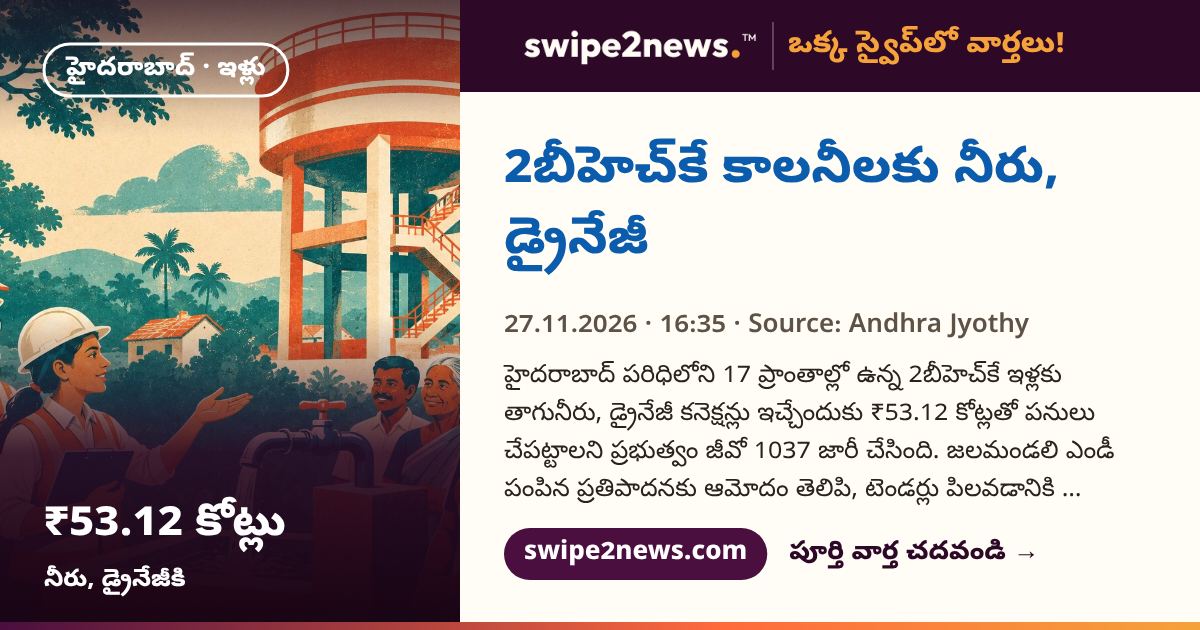 హైదరాబాద్ · ఇళ్లు
₹53.12 కోట్లు
నీరు, డ్రైనేజీకి
swipe2news.™ ఒక్క స్వైప్‌లో వార్తలు!
2బీహెచ్‌కే కాలనీలకు నీరు,
డ్రైనేజీ
27.11.2026 · 16:35 · Source: Andhra Jyothy
హైదరాబాద్ పరిధిలోని 17 ప్రాంతాల్లో ఉన్న 2బీహెచ్‌కే ఇళ్లకు
తాగునీరు, డ్రైనేజీ కనెక్షన్లు ఇచ్చేందుకు ₹53.12 కోట్లతో పనులు
చేపట్టాలని ప్రభుత్వం జీవో 1037 జారీ చేసింది. జలమండలి ఎండీ
పంపిన ప్రతిపాదనకు ఆమోదం తెలిపి, టెండర్లు పిలవడానికి ...
swipe2news.com పూర్తి వార్త చదవండి →